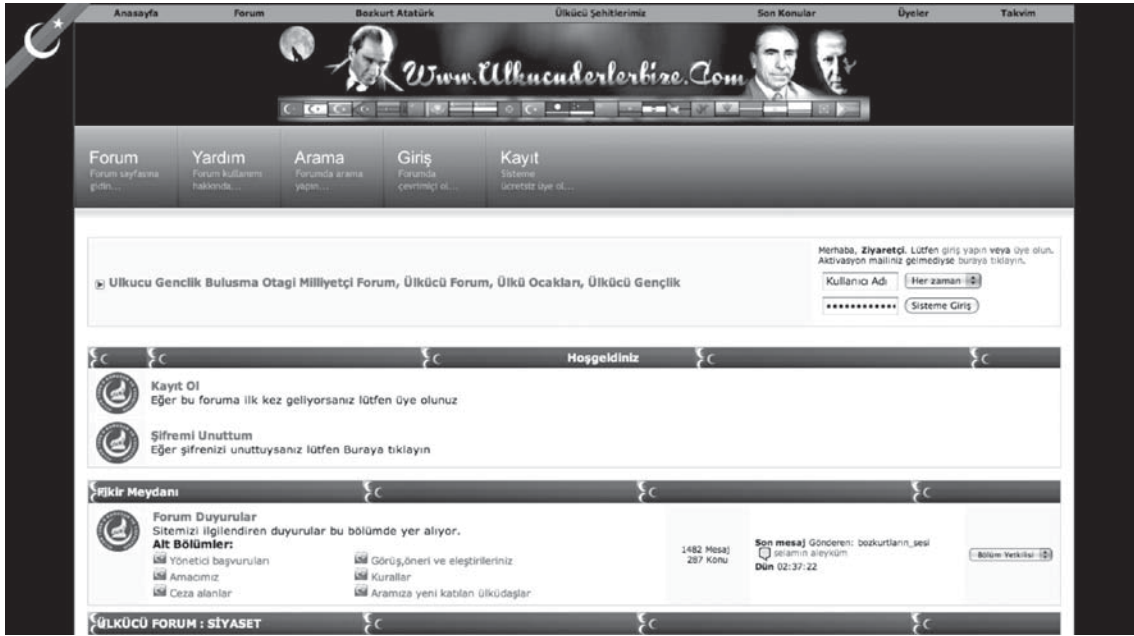 Anasayfa Forum Bozkurt Atatürk Ülkücü Şehitlerimiz Son Konular Üyeler Takvim
Www.Ulkucuderlerbize.Com
Forum Yardım Arama Giriş Kayıt
Forum sayfasına Forum kullanımı Forumda arama Forumda Sisteme
gidin... hakkında... yapın... çevrimiçi ol... ücretsiz üye ol...
Merhaba, Ziyaretçi. Lütfen giriş yapın veya üye olun.
Aktivasyon mailiniz gelmediyse buraya tıklayın.
Ulkucu Genclik Bulusma Otagi Milliyetçi Forum, Ülkücü Forum, Ülkü Ocakları, Ülkücü Gençlik
Kullanıcı Adı Her zaman
Sisteme Giriş
Hoşgeldiniz
Kayıt Ol
Eğer bu foruma ilk kez geliyorsanız lütfen üye olunuz
Şifremi Unuttum
Eğer şifrenizi unuttuysanız lütfen Buraya tıklayın
Fikir Meydanı
Forum Duyurular
Sitemizi ilgilendiren duyurular bu bölümde yer alıyor.
Alt Bölümler:
Yönetici başvuruları Görüş,öneri ve eleştirileriniz
Amacımız Kurallar
Ceza alanlar Aramıza yeni katılan ülküdaşlar
1482 Mesaj
287 Konu
Son mesaj Gönderen: bozkurtların_sesi
selamın aleyküm
Dün 02:37:22
Bölüm Yetkilisi
ÜLKÜCÜ FORUM : SİYASET